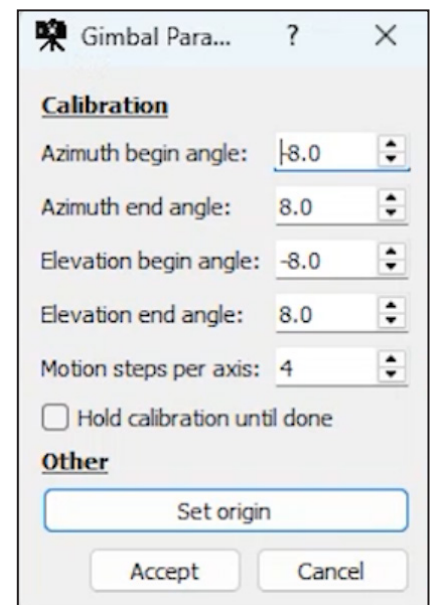 Gimbal Para... ? ×
Calibration
Azimuth begin angle: -8.0
Azimuth end angle: 8.0
Elevation begin angle: -8.0
Elevation end angle: 8.0
Motion steps per axis: 4
Hold calibration until done
Other
Set origin
Accept Cancel